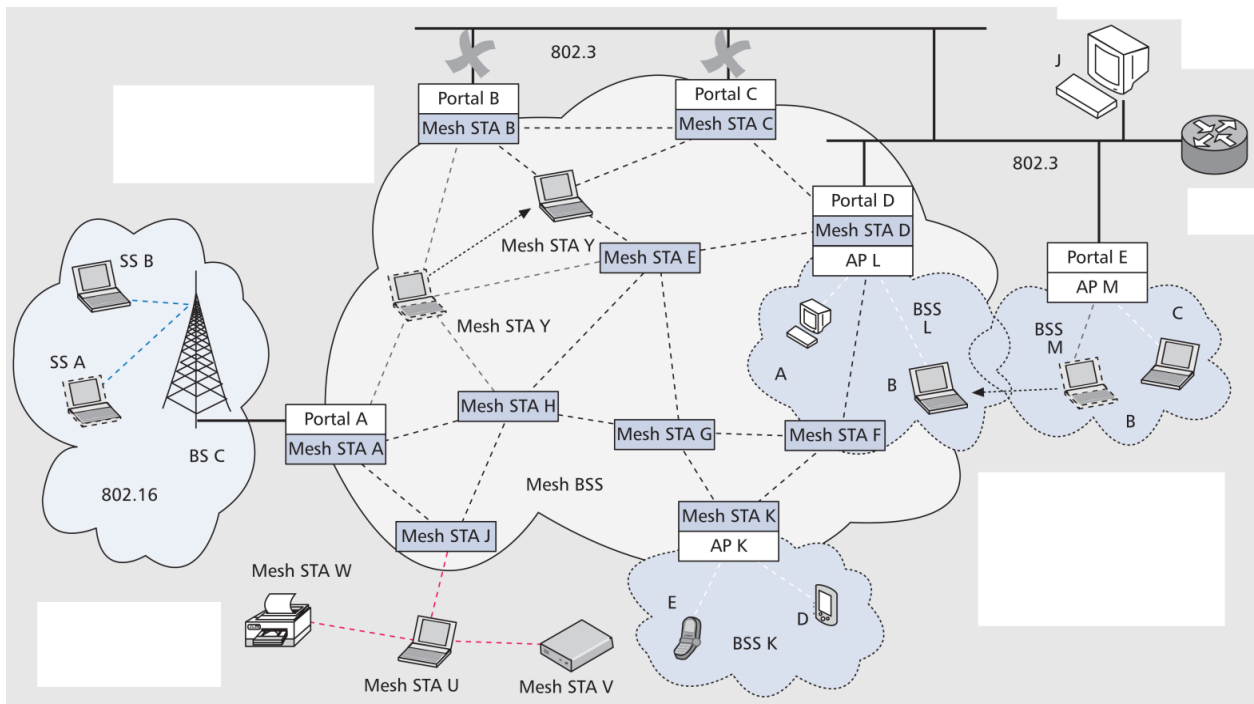 802.3
J
Portal B
Mesh STA B
Portal C
Mesh STA C
802.3
Portal D
Mesh STA D
AP L
Mesh STA Y
Mesh STA E
Portal E
AP M
SS B
SS A
BS C
802.16
Mesh STA Y
BSS
L
A
B
BSS
M
C
B
Portal A
Mesh STA A
Mesh STA H
Mesh STA G
Mesh STA F
Mesh BSS
Mesh STA J
Mesh STA K
AP K
Mesh STA W
Mesh STA U
Mesh STA V
E
D
BSS K